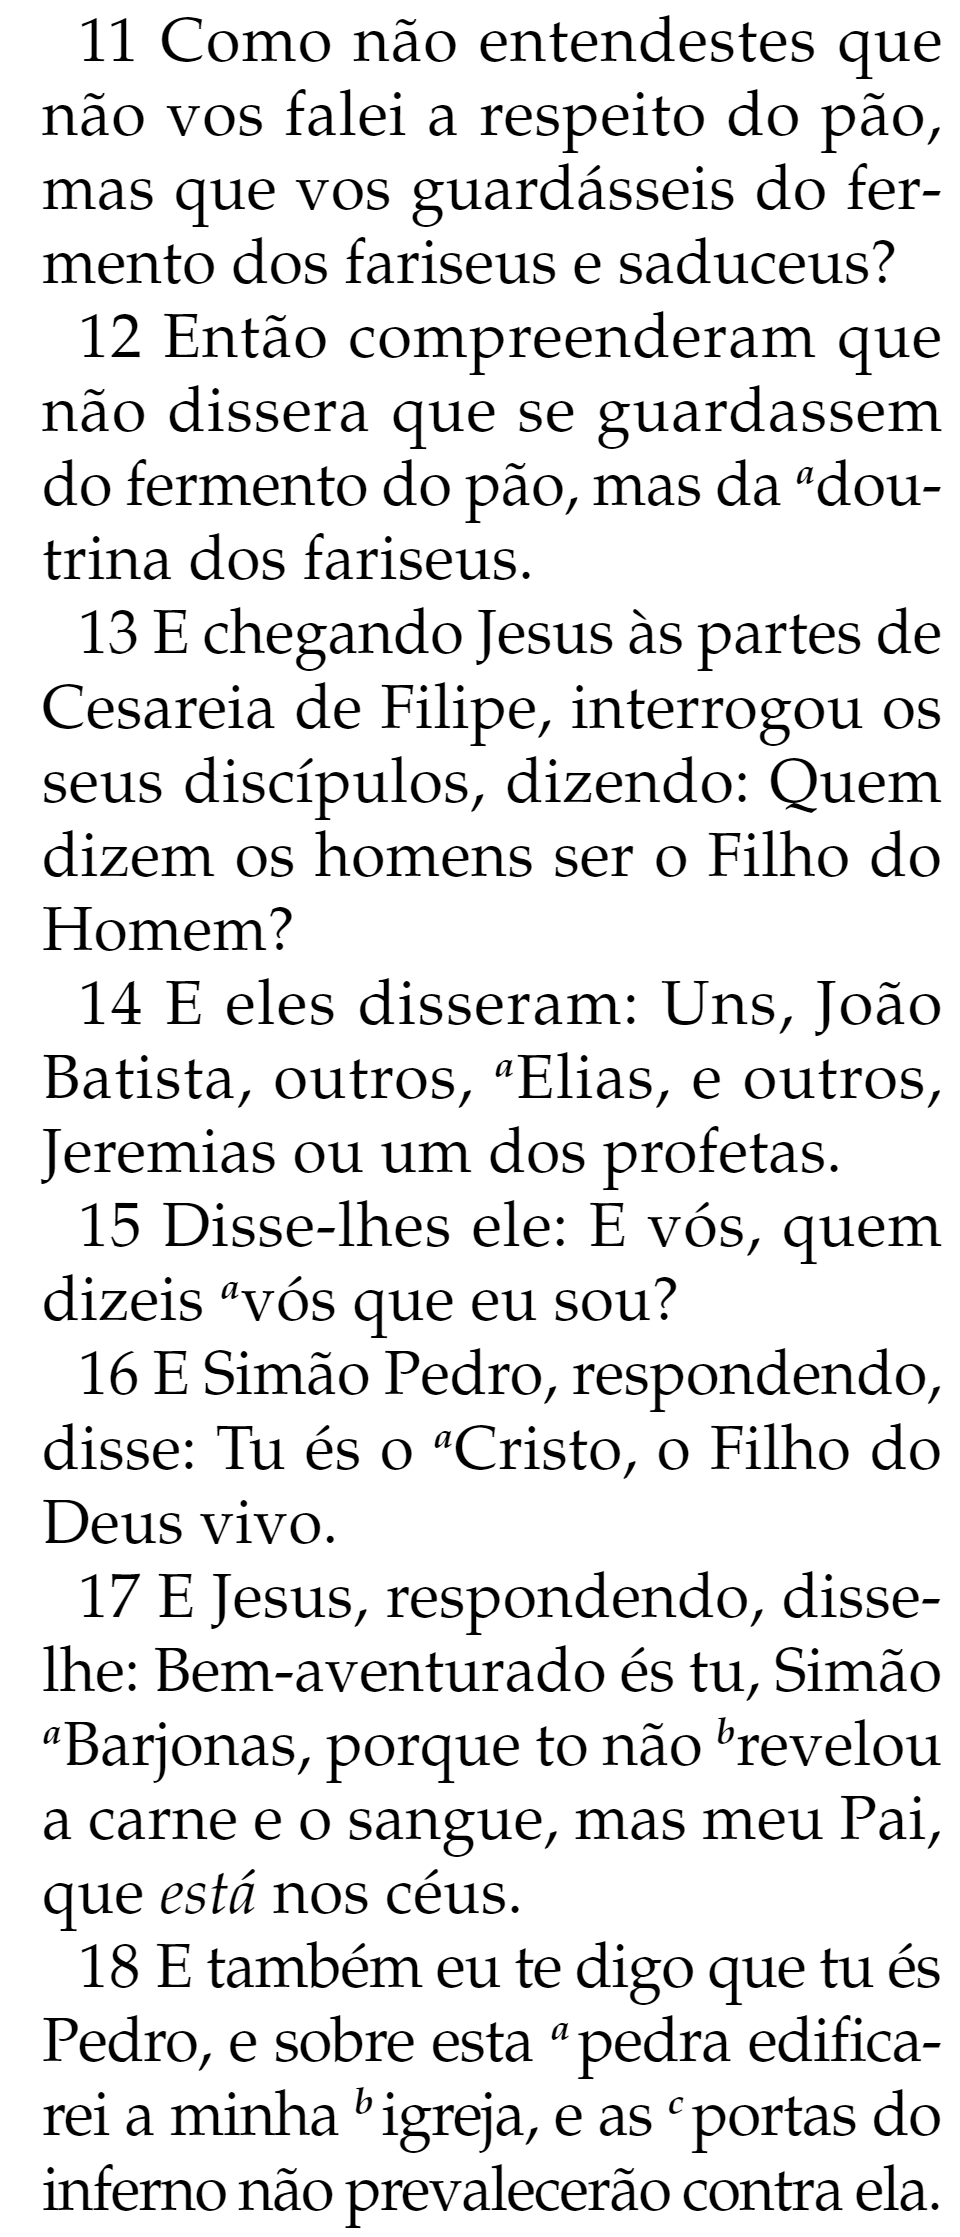 11 Como não entendestes que
não vos falei a respeito do pão,
mas que vos guardásseis do fer-
mento dos fariseus e saduceus?
12 Então compreenderam que
não dissera que se guardassem
do fermento do pão, mas da adou-
trina dos fariseus.
13 E chegando Jesus às partes de
Cesareia de Filipe, interrogou os
seus discípulos, dizendo: Quem
dizem os homens ser o Filho do
Homem?
14 E eles disseram: Uns, João
Batista, outros, aElias, e outros,
Jeremias ou um dos profetas.
15 Disse-lhes ele: E vós, quem
dizeis avós que eu sou?
16 E Simão Pedro, respondendo,
disse: Tu és o aCristo, o Filho do
Deus vivo.
17 E Jesus, respondendo, disse-
lhe: Bem-aventurado és tu, Simão
aBarjonas, porque to não brevelou
a carne e o sangue, mas meu Pai,
que está nos céus.
18 E também eu te digo que tu és
Pedro, e sobre esta a pedra edifica-
rei a minha b igreja, e as c portas do
inferno não prevalecerão contra ela.